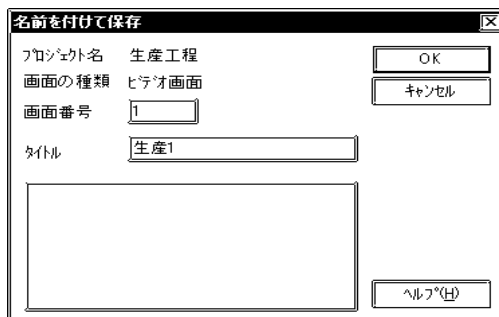 名前を付けて保存
ﾌﾟﾛｼﾞｪｸﾄ名 生産工程
画面の種類 ﾋﾞﾃﾞｵ画面
画面番号 1
ﾀｲﾄﾙ 生産1
OK
ｷｬﾝｾﾙ
ﾍﾙﾌﾟ(H)